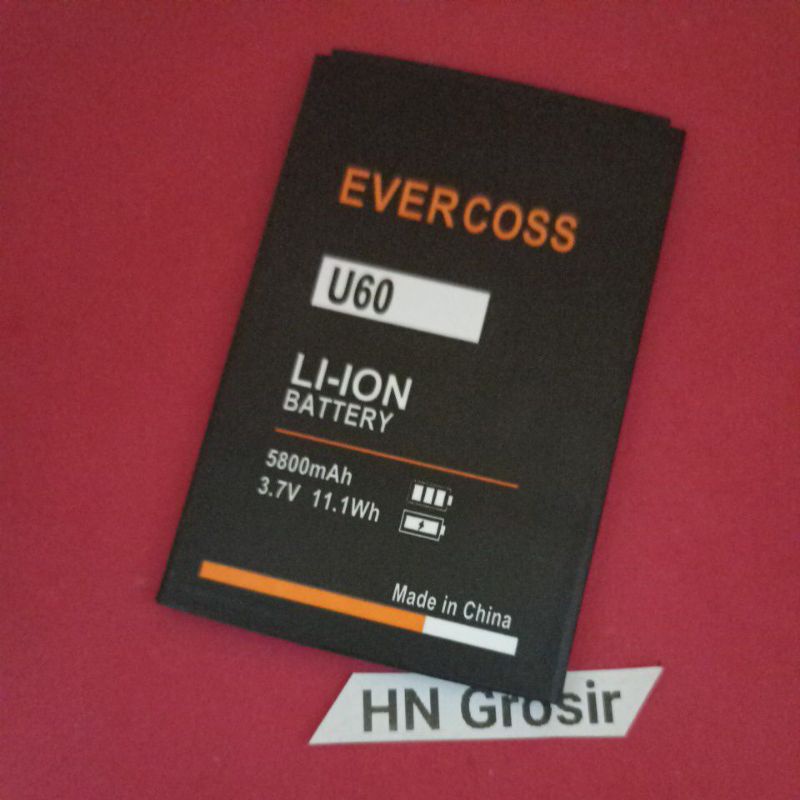 EVERCOSS
U60
LI-ION
BATTERY
5800mAh
3.7V 11.1Wh
Made in China
HN Grosir